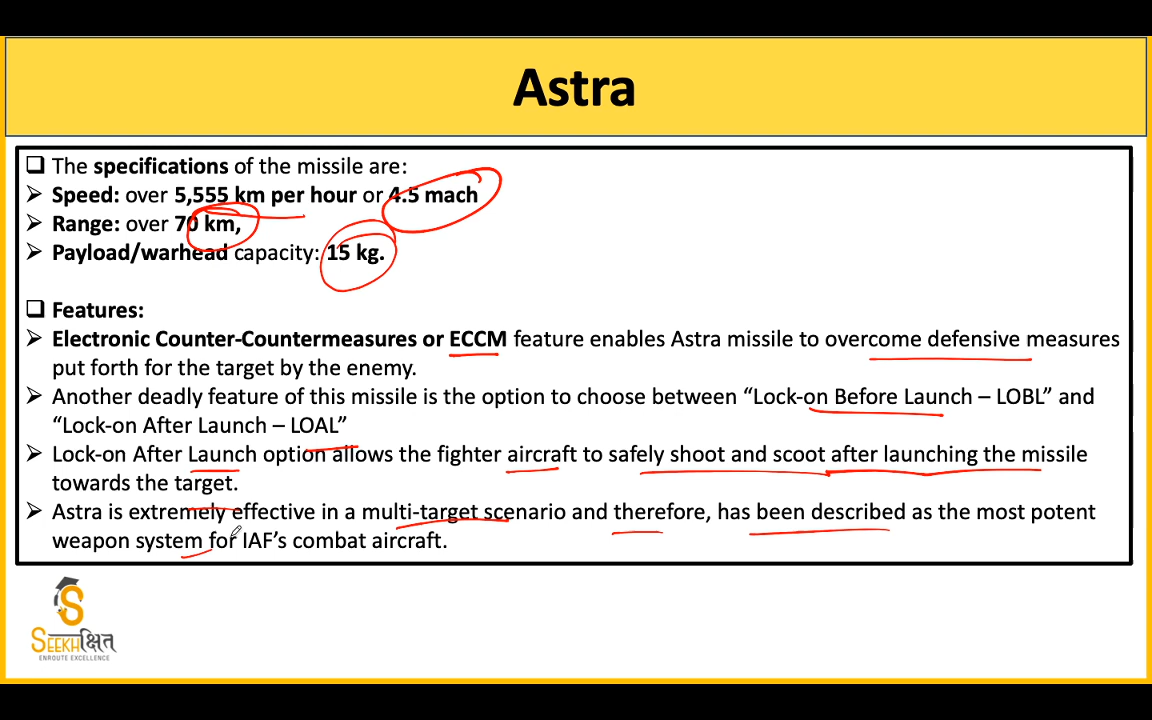 Astra
❑ The specifications of the missile are:
➢ Speed: over 5,555 km per hour or 4.5 mach
➢ Range: over 70 km,
➢ Payload/warhead capacity: 15 kg.
❑ Features:
➢ Electronic Counter-Countermeasures or ECCM feature enables Astra missile to overcome defensive measures
put forth for the target by the enemy.
➢ Another deadly feature of this missile is the option to choose between “Lock-on Before Launch – LOBL” and
“Lock-on After Launch – LOAL”
➢ Lock-on After Launch option allows the fighter aircraft to safely shoot and scoot after launching the missile
towards the target.
➢ Astra is extremely effective in a multi-target scenario and therefore, has been described as the most potent
weapon system for IAF’s combat aircraft.
S
SEEKHक्षित
ENROUTE EXCELLENCE